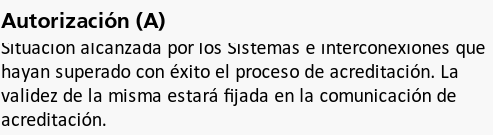 Autorización (A)
Situación alcanzada por los Sistemas e Interconexiones que
hayan superado con éxito el proceso de acreditación. La
validez de la misma estará fijada en la comunicación de
acreditación.